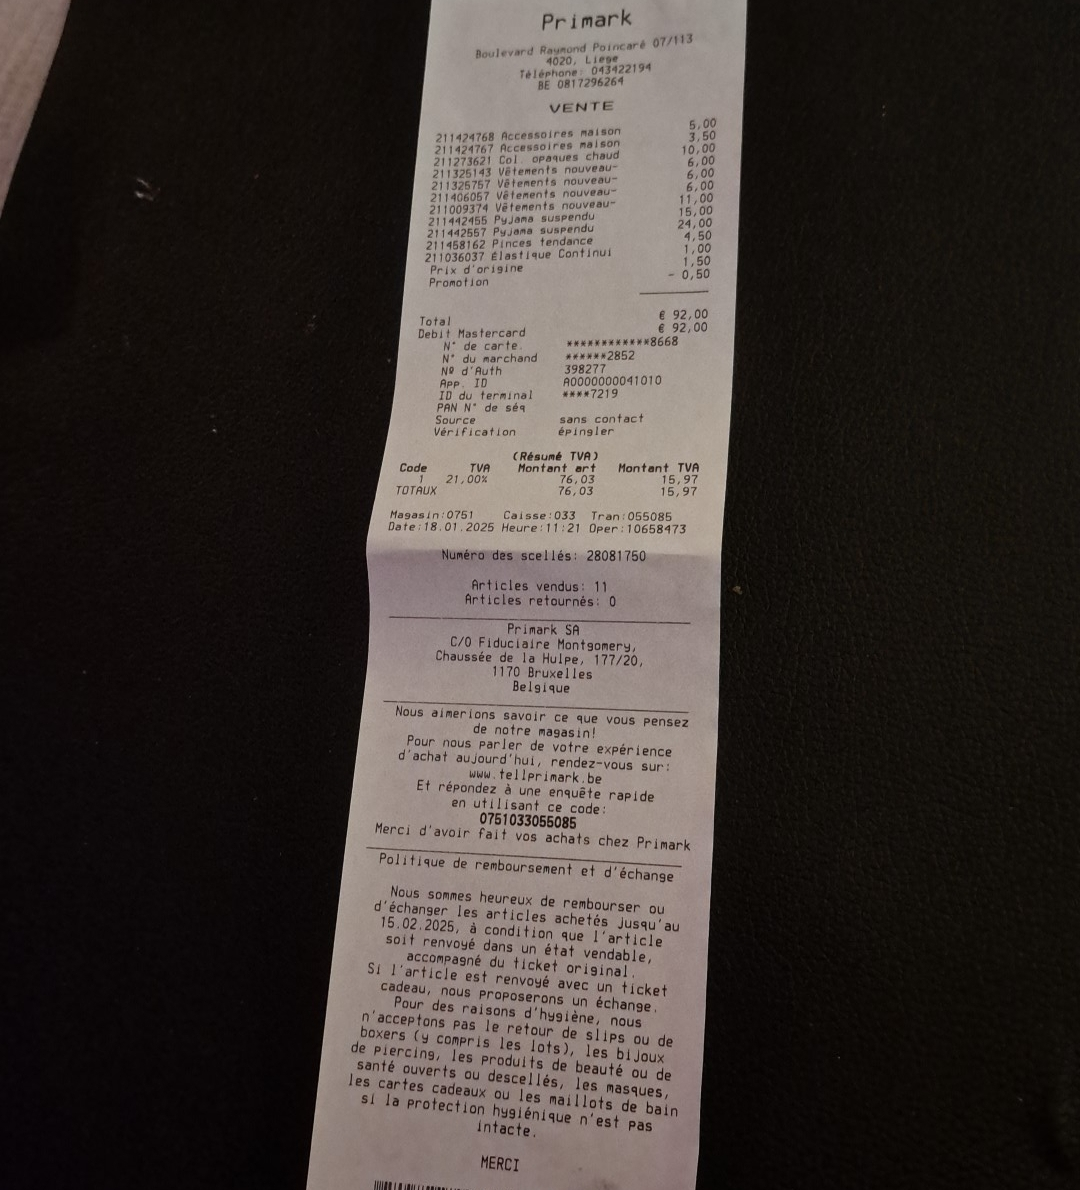 Primark
Boulevard Raymond Poincaré 07/113
4020, Liege
Téléphone: 043422194
BE 0817296264
VENTE
211424768 Accessoires maison 5,00
211424767 Accessoires maison 3,50
211273621 Col. opaques chaud 10,00
211325143 Vêtements nouveau- 6,00
211325757 Vêtements nouveau- 6,00
211406057 Vêtements nouveau- 6,00
211009374 Vêtements nouveau- 11,00
211442455 Pyjama suspendu 15,00
211442557 Pyjama suspendu 24,00
211458162 Pinces tendance 4,50
211036037 Élastique Continui 1,00
Prix d'origine 1,50
Promotion - 0,50
Total € 92,00
Debit Mastercard € 92,00
N° de carte. ************8668
N° du marchand ******2852
Nº d'Auth 398277
App. ID A0000000041010
ID du terminal ****7219
PAN N° de séq
Source sans contact
Vérification épingler
(Résumé TVA)
Code TVA Montant art Montant TVA
1 21,00% 76,03 15,97
TOTAUX 76,03 15,97
Magasin:0751 Caisse:033 Tran:055085
Date:18.01.2025 Heure:11:21 Oper:10658473
Numéro des scellés: 28081750
Articles vendus: 11
Articles retournés: 0
Primark SA
C/O Fiduciaire Montgomery,
Chaussée de la Hulpe, 177/20,
1170 Bruxelles
Belgique
Nous aimerions savoir ce que vous pensez
de notre magasin!
Pour nous parler de votre expérience
d'achat aujourd'hui, rendez-vous sur:
www.tellprimark.be
Et répondez à une enquête rapide
en utilisant ce code:
0751033055085
Merci d'avoir fait vos achats chez Primark
Politique de remboursement et d'échange
Nous sommes heureux de rembourser ou
d'échanger les articles achetés jusqu'au
15.02.2025, à condition que l'article
soit renvoyé dans un état vendable,
accompagné du ticket original.
Si l'article est renvoyé avec un ticket
cadeau, nous proposerons un échange.
Pour des raisons d'hygiène, nous
n'acceptons pas le retour de slips ou de
boxers (y compris les lots), les bijoux
de piercing, les produits de beauté ou de
santé ouverts ou descellés, les masques,
les cartes cadeaux ou les maillots de bain
si la protection hygiénique n'est pas
intacte.
MERCI